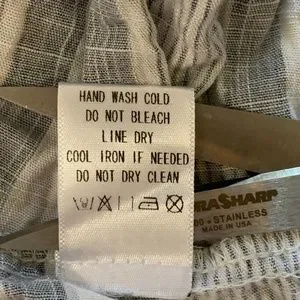 HAND WASH COLD
DO NOT BLEACH
LINE DRY
COOL IRON IF NEEDED
DO NOT DRY CLEAN
STAINLESS
MADE IN USA